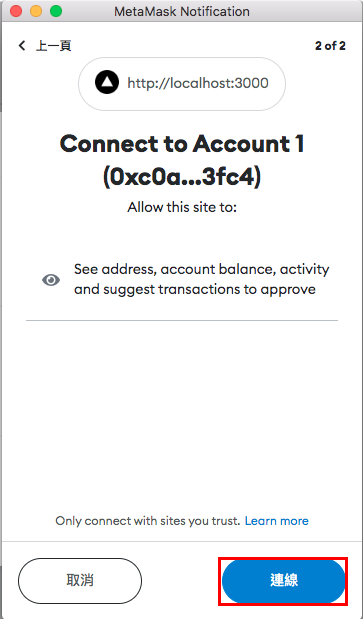 MetaMask Notification
上一頁
2 of 2
http://localhost:3000
Connect to Account 1
(0xc0a...3fc4)
Allow this site to:
See address, account balance, activity
and suggest transactions to approve
Only connect with sites you trust. Learn more
取消
連線